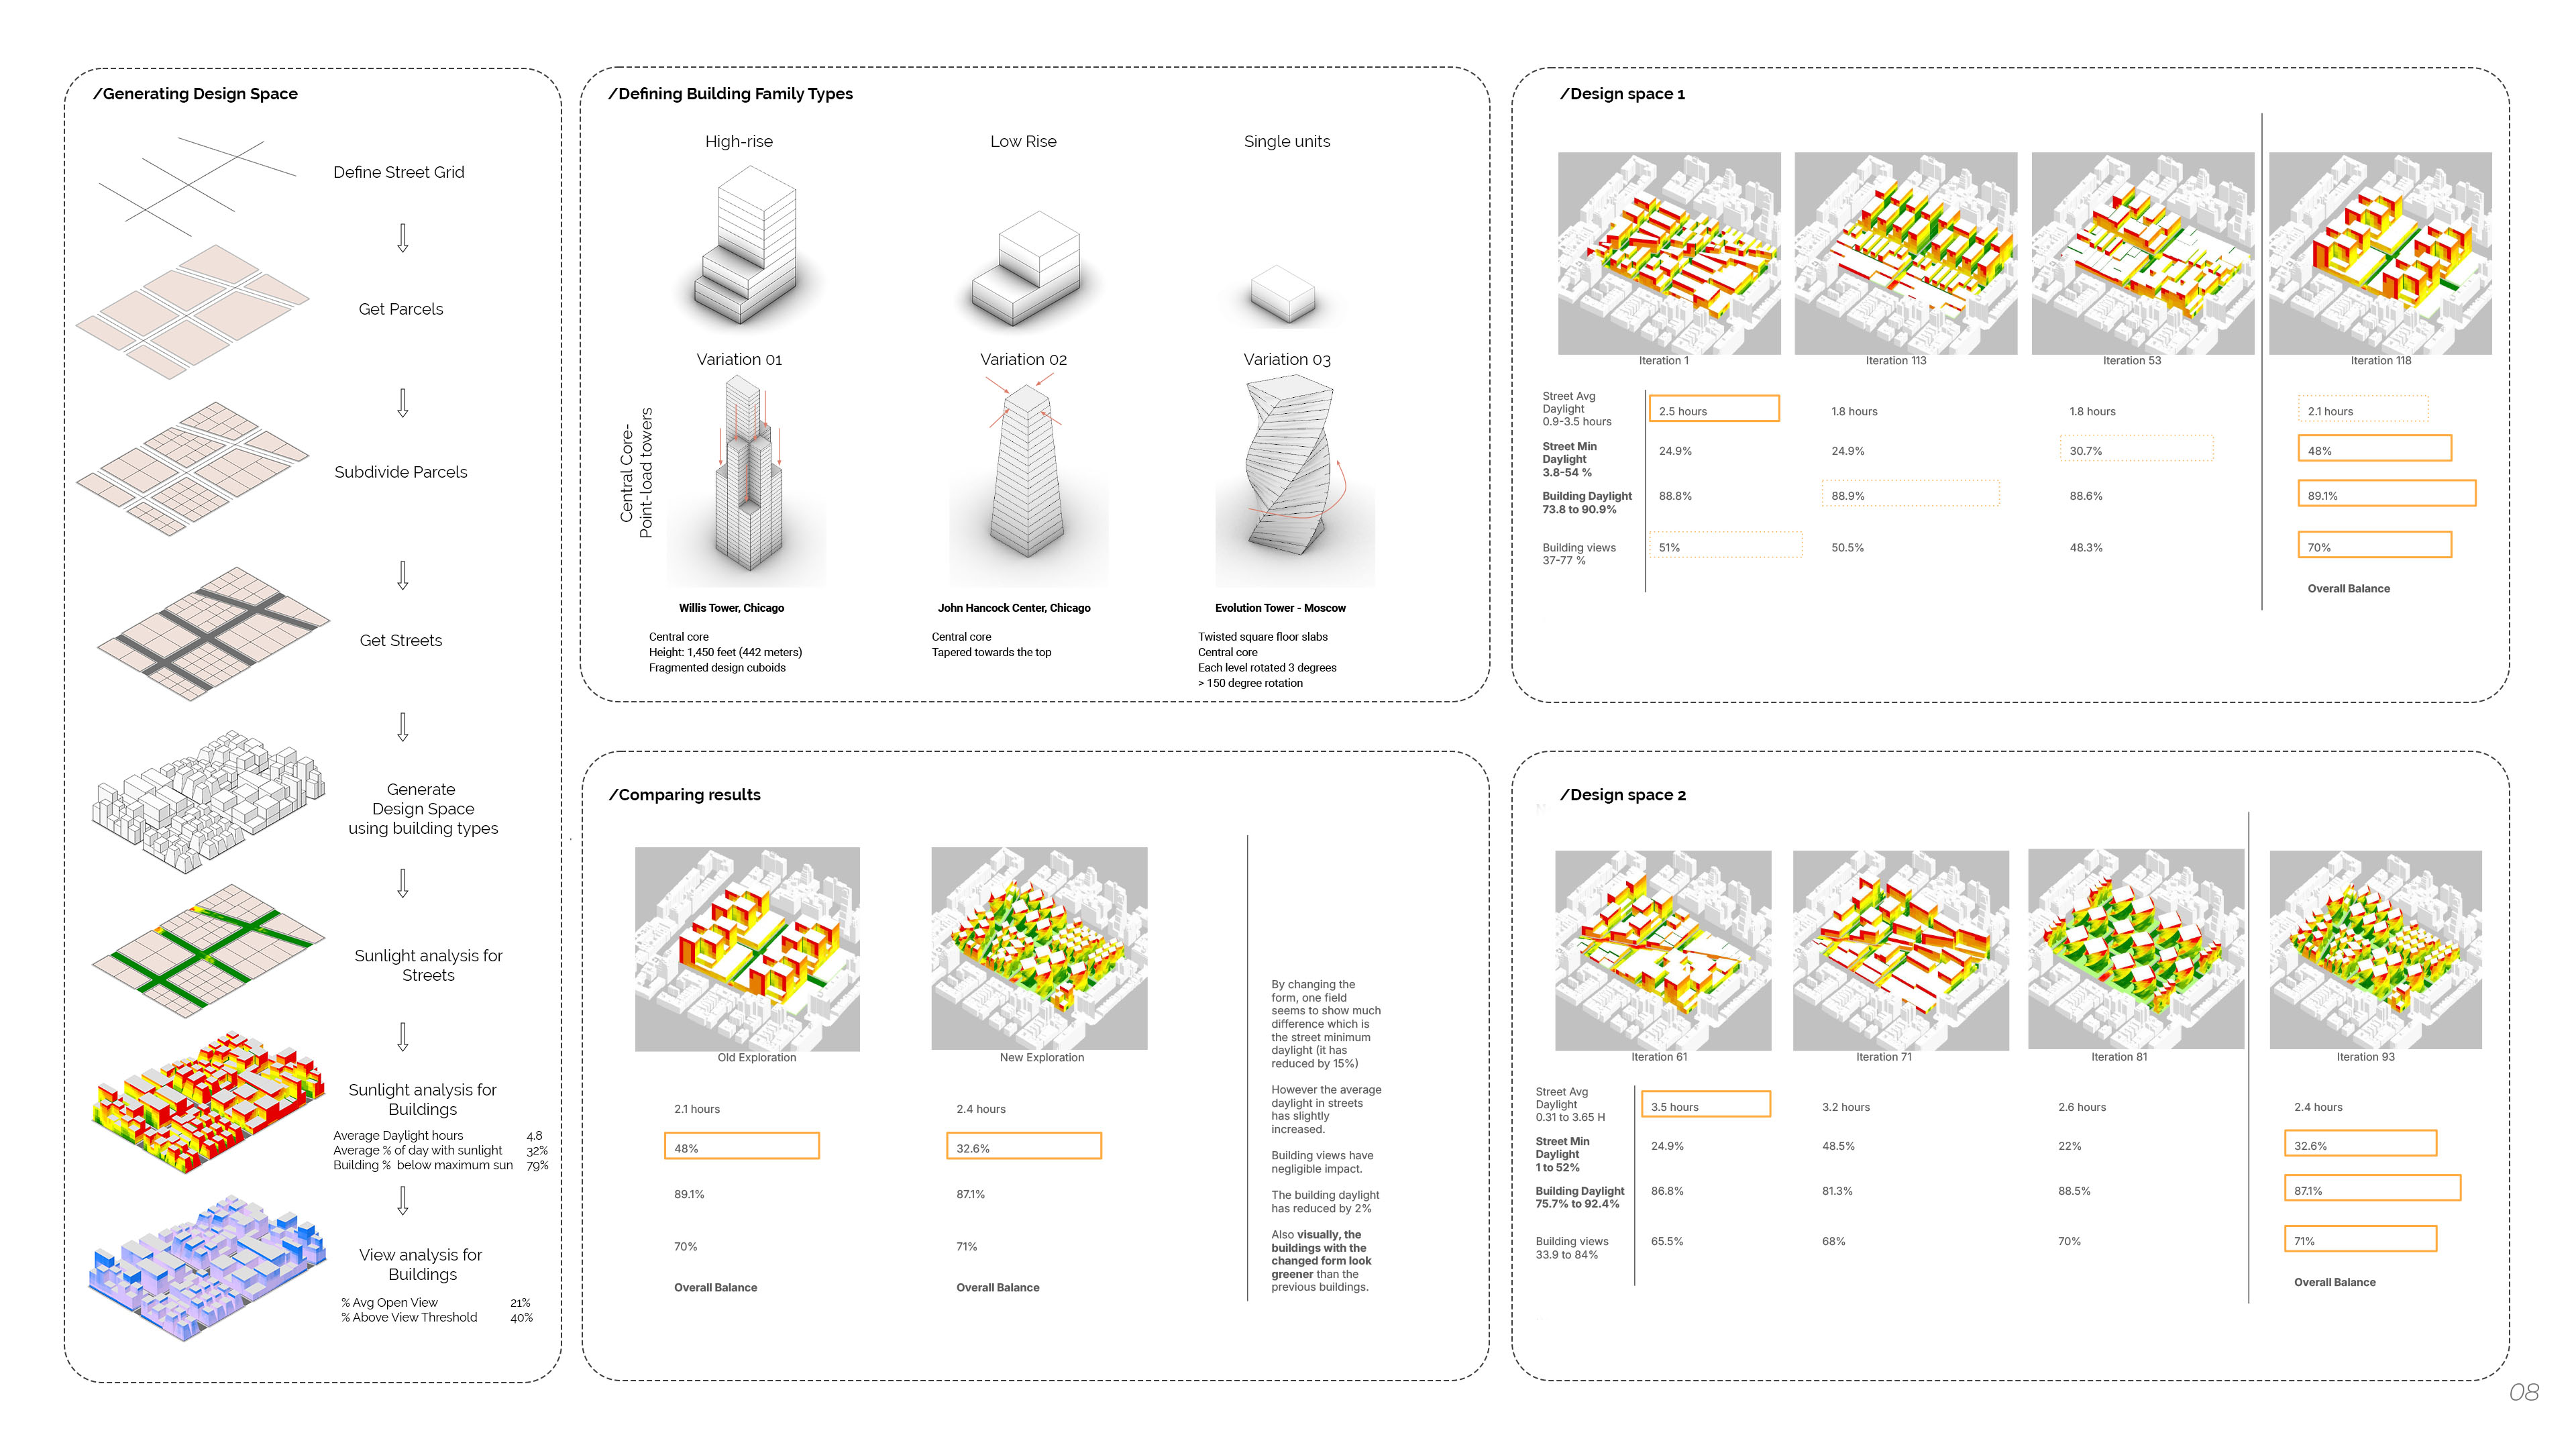 /Generating Design Space
Define Street Grid
Get Parcels
Subdivide Parcels
Get Streets
Generate
Design Space
using building types
Sunlight analysis for
Streets
Sunlight analysis for
Buildings
Average Daylight hours 4.8
Average % of day with sunlight 32%
Building % below maximum sun 79%
View analysis for
Buildings
% Avg Open View 21%
% Above View Threshold 40%
/Defining Building Family Types
High-rise
Low Rise
Single units
Variation 01
Variation 02
Variation 03
Central Core-
Point-load towers
Willis Tower, Chicago
Central core
Height: 1,450 feet (442 meters)
Fragmented design cuboids
John Hancock Center, Chicago
Central core
Tapered towards the top
Evolution Tower - Moscow
Twisted square floor slabs
Central core
Each level rotated 3 degrees
> 150 degree rotation
/Design space 1
Iteration 1
Iteration 113
Iteration 53
Iteration 118
Street Avg
Daylight
0.9-3.5 hours
2.5 hours
1.8 hours
1.8 hours
2.1 hours
Street Min
Daylight
3.8-54 %
24.9%
24.9%
30.7%
48%
Building Daylight
73.8 to 90.9%
88.8%
88.9%
88.6%
89.1%
Building views
37-77 %
51%
50.5%
48.3%
70%
Overall Balance
/Comparing results
Old Exploration
New Exploration
2.1 hours
2.4 hours
48%
32.6%
89.1%
87.1%
70%
71%
Overall Balance
Overall Balance
By changing the
form, one field
seems to show much
difference which is
the street minimum
daylight (it has
reduced by 15%)
However the average
daylight in streets
has slightly
increased.
Building views have
negligible impact.
The building daylight
has reduced by 2%
Also visually, the
buildings with the
changed form look
greener than the
previous buildings.
/Design space 2
Iteration 61
Iteration 71
Iteration 81
Iteration 93
Street Avg
Daylight
0.31 to 3.65 H
3.5 hours
3.2 hours
2.6 hours
2.4 hours
Street Min
Daylight
1 to 52%
24.9%
48.5%
22%
32.6%
Building Daylight
75.7% to 92.4%
86.8%
81.3%
88.5%
87.1%
Building views
33.9 to 84%
65.5%
68%
70%
71%
Overall Balance
08